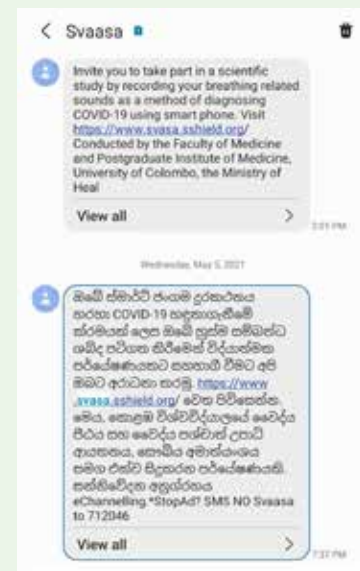 Svaasa
Invite you to take part in a scientific
study by recording your breathing related
sounds as a method of diagnosing
COVID-19 using smart phone. Visit
https://www.svasa.sshield.org/
Conducted by the Faculty of Medicine
and Postgraduate Institute of Medicine,
University of Colombo, the Ministry of
Heal
View all
Wednesday, May 5, 2021
ඔබේ ස්මාර්ට් ජංගම දුරකථනය
හරහා COVID-19 හඳුනාගැනීමේ
ක්රමයක් ලෙස ඔබේ හුස්ම සම්බන්ධ
ශබ්ද පටිගත කිරීමෙන් විද්යාත්මක
පර්යේෂණයකට සහභාගී වීමට අපි
ඔබට ආරාධනා කරමු. https://www
.svasa.sshield.org/ වෙත පිවිසෙන්න.
මෙය, කොළඹ විශ්වවිද්යාලයේ වෛද්ය
පීඨය සහ වෛද්ය පශ්චාත් උපාධි
ආයතනය, සෞඛ්ය අමාත්යාංශය
සමග එක්ව සිදුකරන පර්යේෂණයකි.
සන්නිවේදන අනුග්රහය
eChannelling.*StopAd? SMS NO Svaasa
to 712046
View all
7:37 PM